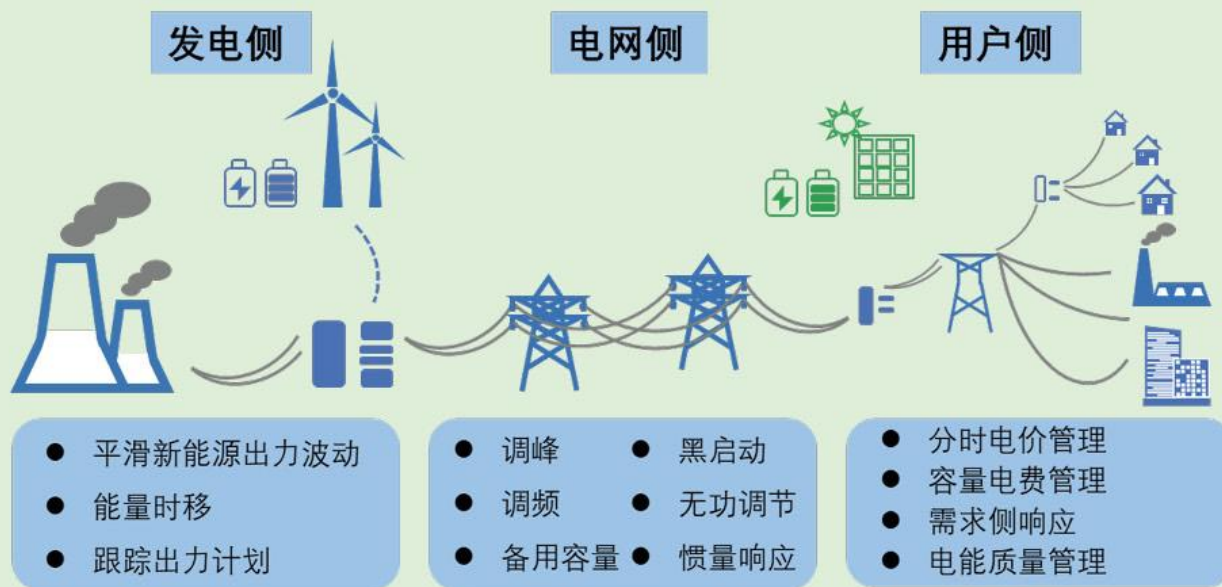 发电侧
电网侧
用户侧
● 平滑新能源出力波动
● 能量时移
● 跟踪出力计划
● 调峰 ● 黑启动
● 调频 ● 无功调节
● 备用容量 ● 惯量响应
● 分时电价管理
● 容量电费管理
● 需求侧响应
● 电能质量管理